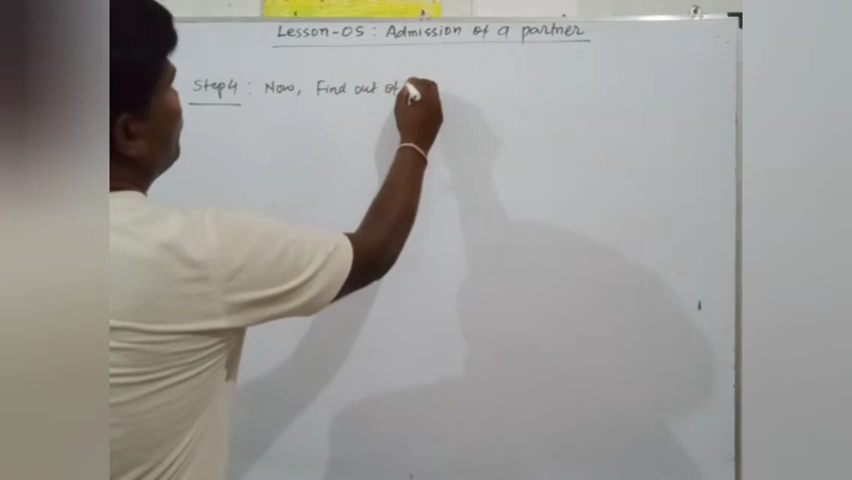 Lesson-05 : Admission of a partner
Step4 : Now, Find out of